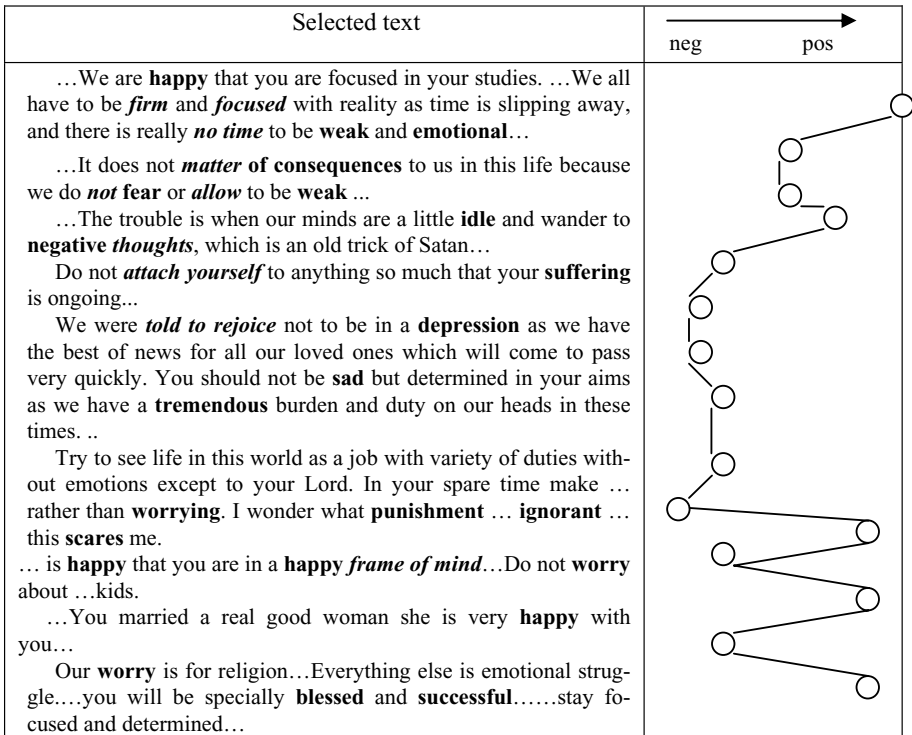 Selected text
neg pos
…We are happy that you are focused in your studies. …We all
have to be firm and focused with reality as time is slipping away,
and there is really no time to be weak and emotional…
…It does not matter of consequences to us in this life because
we do not fear or allow to be weak ...
…The trouble is when our minds are a little idle and wander to
negative thoughts, which is an old trick of Satan…
Do not attach yourself to anything so much that your suffering
is ongoing...
We were told to rejoice not to be in a depression as we have
the best of news for all our loved ones which will come to pass
very quickly. You should not be sad but determined in your aims
as we have a tremendous burden and duty on our heads in these
times. ..
Try to see life in this world as a job with variety of duties with-
out emotions except to your Lord. In your spare time make …
rather than worrying. I wonder what punishment … ignorant …
this scares me.
… is happy that you are in a happy frame of mind…Do not worry
about …kids.
…You married a real good woman she is very happy with
you…
Our worry is for religion…Everything else is emotional strug-
gle.…you will be specially blessed and successful……stay fo-
cused and determined…